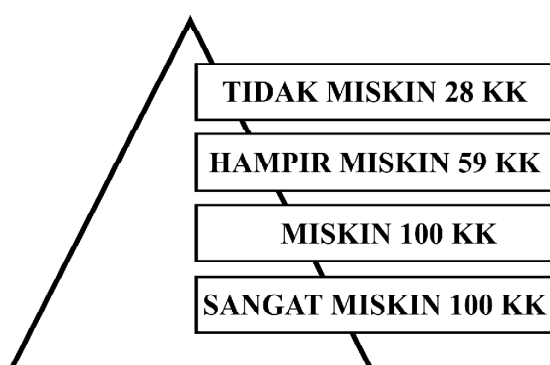 TIDAK MISKIN 28 KK
HAMPIR MISKIN 59 KK
MISKIN 100 KK
SANGAT MISKIN 100 KK